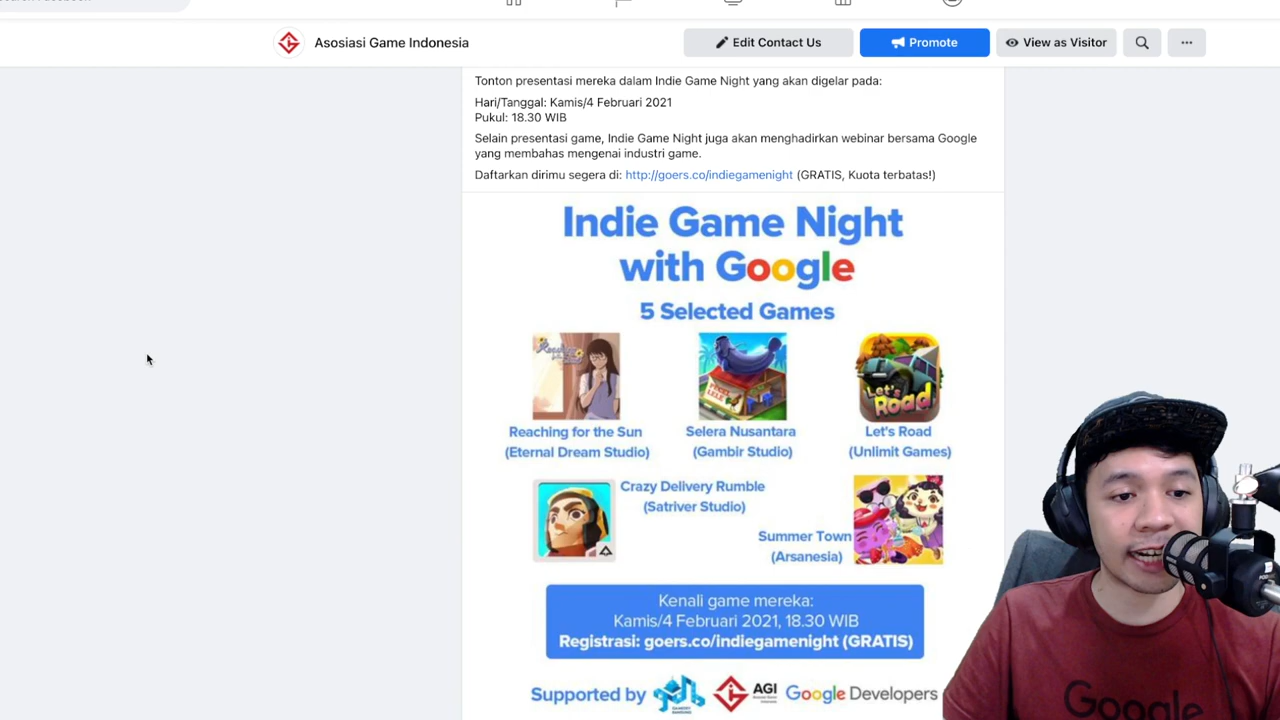 Asosiasi Game Indonesia
Edit Contact Us
Promote
View as Visitor
Tonton presentasi mereka dalam Indie Game Night yang akan digelar pada:
Hari/Tanggal: Kamis/4 Februari 2021
Pukul: 18.30 WIB
Selain presentasi game, Indie Game Night juga akan menghadirkan webinar bersama Google
yang membahas mengenai industri game.
Daftarkan dirimu segera di: http://goers.co/indiegamenight (GRATIS, Kuota terbatas!)
Indie Game Night
with Google
5 Selected Games
Reaching for the Sun
(Eternal Dream Studio)
PECEL
LELE
Selera Nusantara
(Gambir Studio)
Let's
Road
Let's Road
(Unlimit Games)
Crazy Delivery Rumble
(Satriver Studio)
Summer Town
(Arsanesia)
Kenali game mereka:
Kamis/4 Februari 2021, 18.30 WIB
Registrasi: goers.co/indiegamenight (GRATIS)
Supported by
AGI
Google Developers
Google